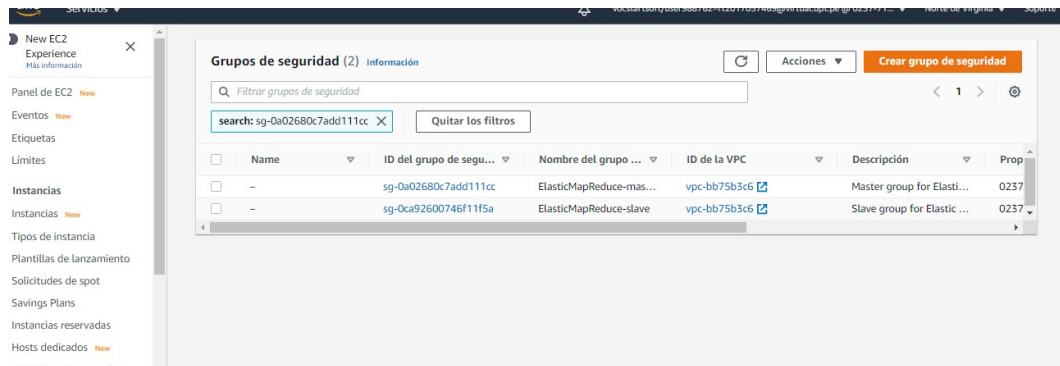 Servicios
Norte de Virginia
Soporte
New EC2
Experience
Más información
Panel de EC2 New
Eventos New
Etiquetas
Límites
Instancias
Instancias New
Tipos de instancia
Plantillas de lanzamiento
Solicitudes de spot
Savings Plans
Instancias reservadas
Hosts dedicados New
Grupos de seguridad (2) Información
Acciones
Crear grupo de seguridad
Filtrar grupos de seguridad
1
search: sg-0a02680c7add111cc
Quitar los filtros
Name ID del grupo de segu... Nombre del grupo ... ID de la VPC Descripción Prop
– sg-0a02680c7add111cc ElasticMapReduce-mas... vpc-bb75b3c6 Master group for Elasti... 0237
– sg-0ca92600746f11f5a ElasticMapReduce-slave vpc-bb75b3c6 Slave group for Elastic ... 0237